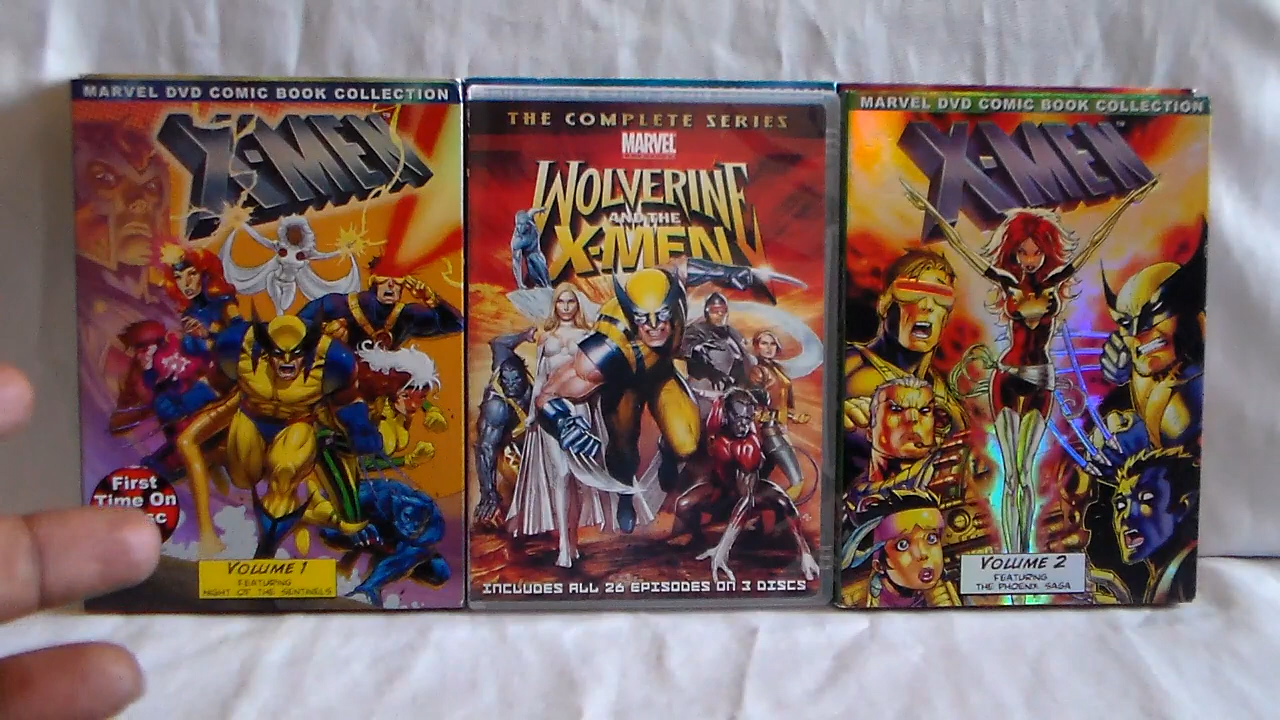 MARVEL DVD COMIC BOOK COLLECTION
X-MEN
First
Time On
VOLUME 1
FEATURING
NIGHT OF THE SENTINELS
THE COMPLETE SERIES
MARVEL
WOLVERINE
AND THE
X-MEN
INCLUDES ALL 26 EPISODES ON 3 DISCS
MARVEL DVD COMIC BOOK COLLECTION
X-MEN
VOLUME 2
FEATURING
THE PHOENIX SAGA